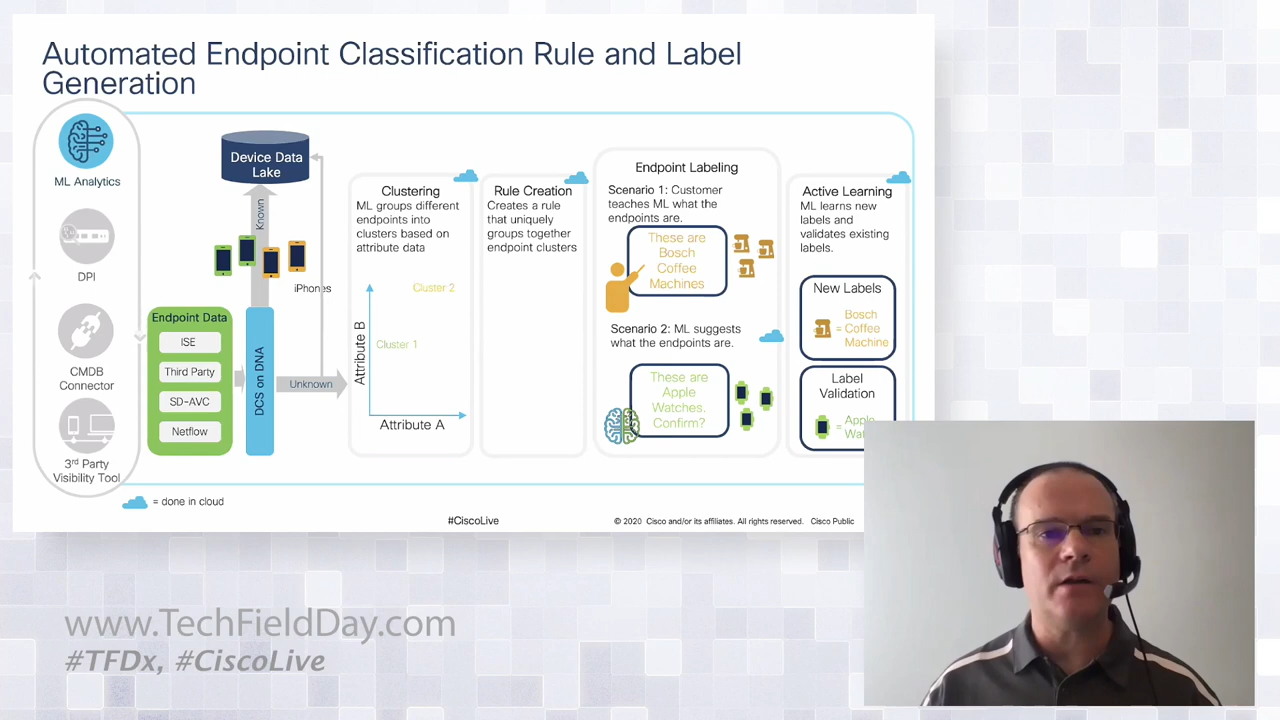 Automated Endpoint Classification Rule and Label
Generation
ML Analytics
DPI
CMDB
Connector
3rd Party
Visibility Tool
Device Data
Lake
Known
iPhones
Endpoint Data
ISE
Third Party
SD-AVC
Netflow
DCS on DNA
Unknown
Clustering
ML groups different
endpoints into
clusters based on
attribute data
Cluster 2
Cluster 1
Attribute B
Attribute A
Rule Creation
Creates a rule
that uniquely
groups together
endpoint clusters
Endpoint Labeling
Scenario 1: Customer
teaches ML what the
endpoints are.
These are
Bosch
Coffee
Machines
Scenario 2: ML suggests
what the endpoints are.
These are
Apple
Watches.
Confirm?
Active Learning
ML learns new
labels and
validates existing
labels.
New Labels
Bosch
= Coffee
Machine
Label
Validation
= Apple
= done in cloud
#CiscoLive
© 2020 Cisco and/or its affiliates. All rights reserved. Cisco Public
www.TechFieldDay.com
#TFDx, #CiscoLive